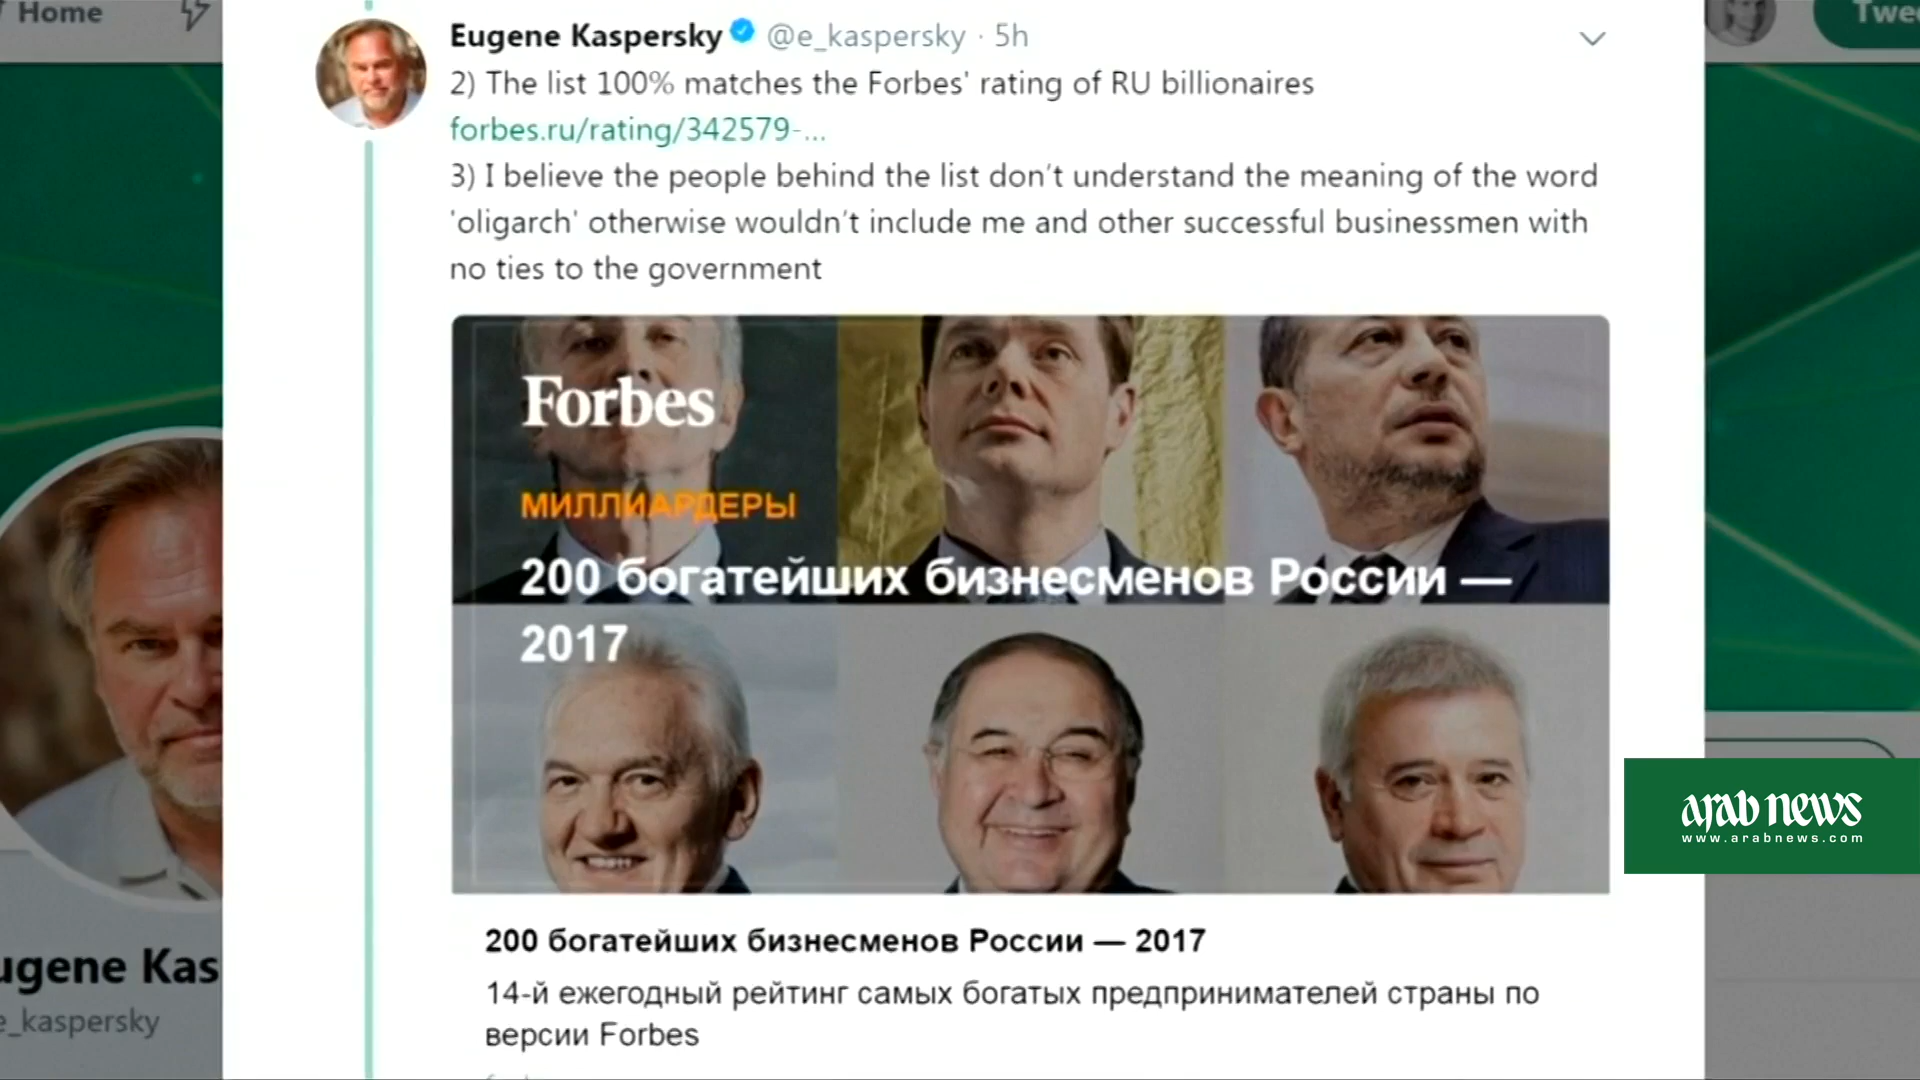 Home
Eugene Kaspersky @e_kaspersky · 5h
2) The list 100% matches the Forbes' rating of RU billionaires
forbes.ru/rating/342579-...
3) I believe the people behind the list don't understand the meaning of the word
'oligarch' otherwise wouldn't include me and other successful businessmen with
no ties to the government
Forbes
МИЛЛИАРДЕРЫ
200 богатейших бизнесменов России —
2017
arab news
www.arabnews.com
200 богатейших бизнесменов России — 2017
14-й ежегодный рейтинг самых богатых предпринимателей страны по
версии Forbes
ugene Kas
e_kaspersky